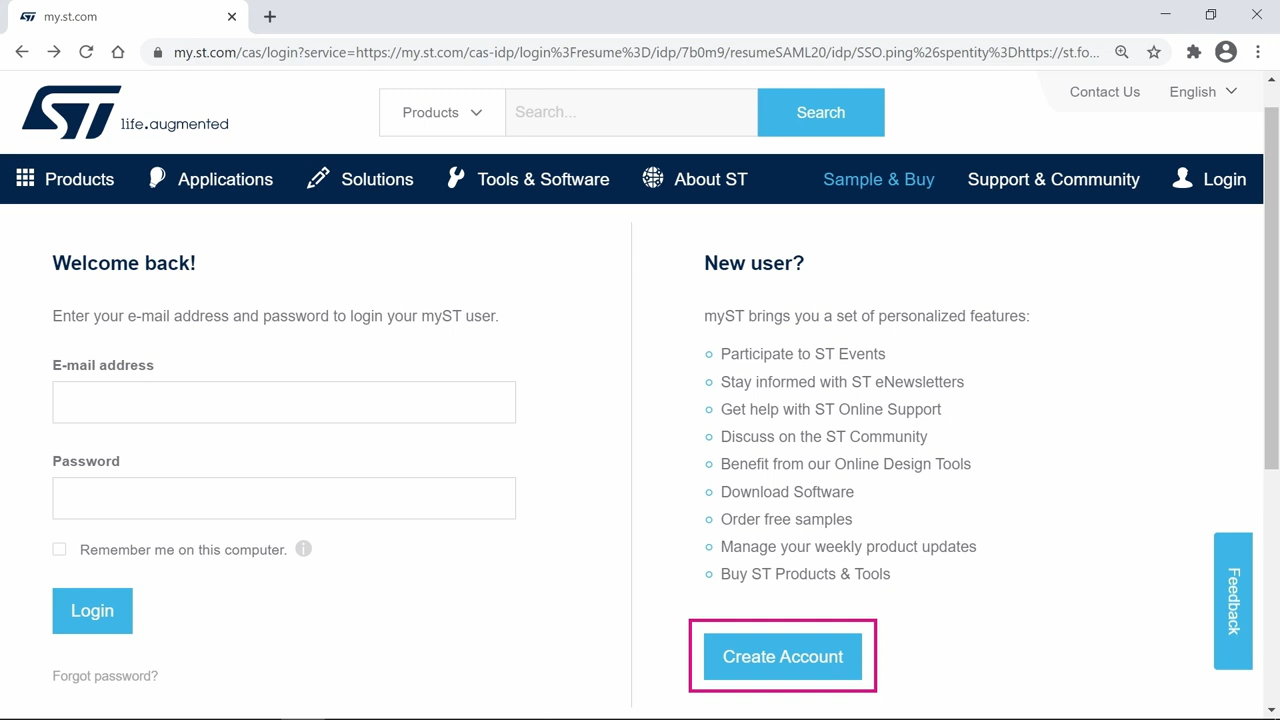 my.st.com
my.st.com/cas/login?service=https://my.st.com/cas-idp/login%3Fresume%3D/idp/7b0m9/resumeSAML20/idp/SSO.ping%26spentity%3Dhttps://st.fo...
ST life.augmented
Products
Search...
Search
Contact Us
English
Products
Applications
Solutions
Tools & Software
About ST
Sample & Buy
Support & Community
Login
Welcome back!
Enter your e-mail address and password to login your myST user.
E-mail address
Password
Remember me on this computer.
Login
Forgot password?
New user?
myST brings you a set of personalized features:
Participate to ST Events
Stay informed with ST eNewsletters
Get help with ST Online Support
Discuss on the ST Community
Benefit from our Online Design Tools
Download Software
Order free samples
Manage your weekly product updates
Buy ST Products & Tools
Create Account
Feedback